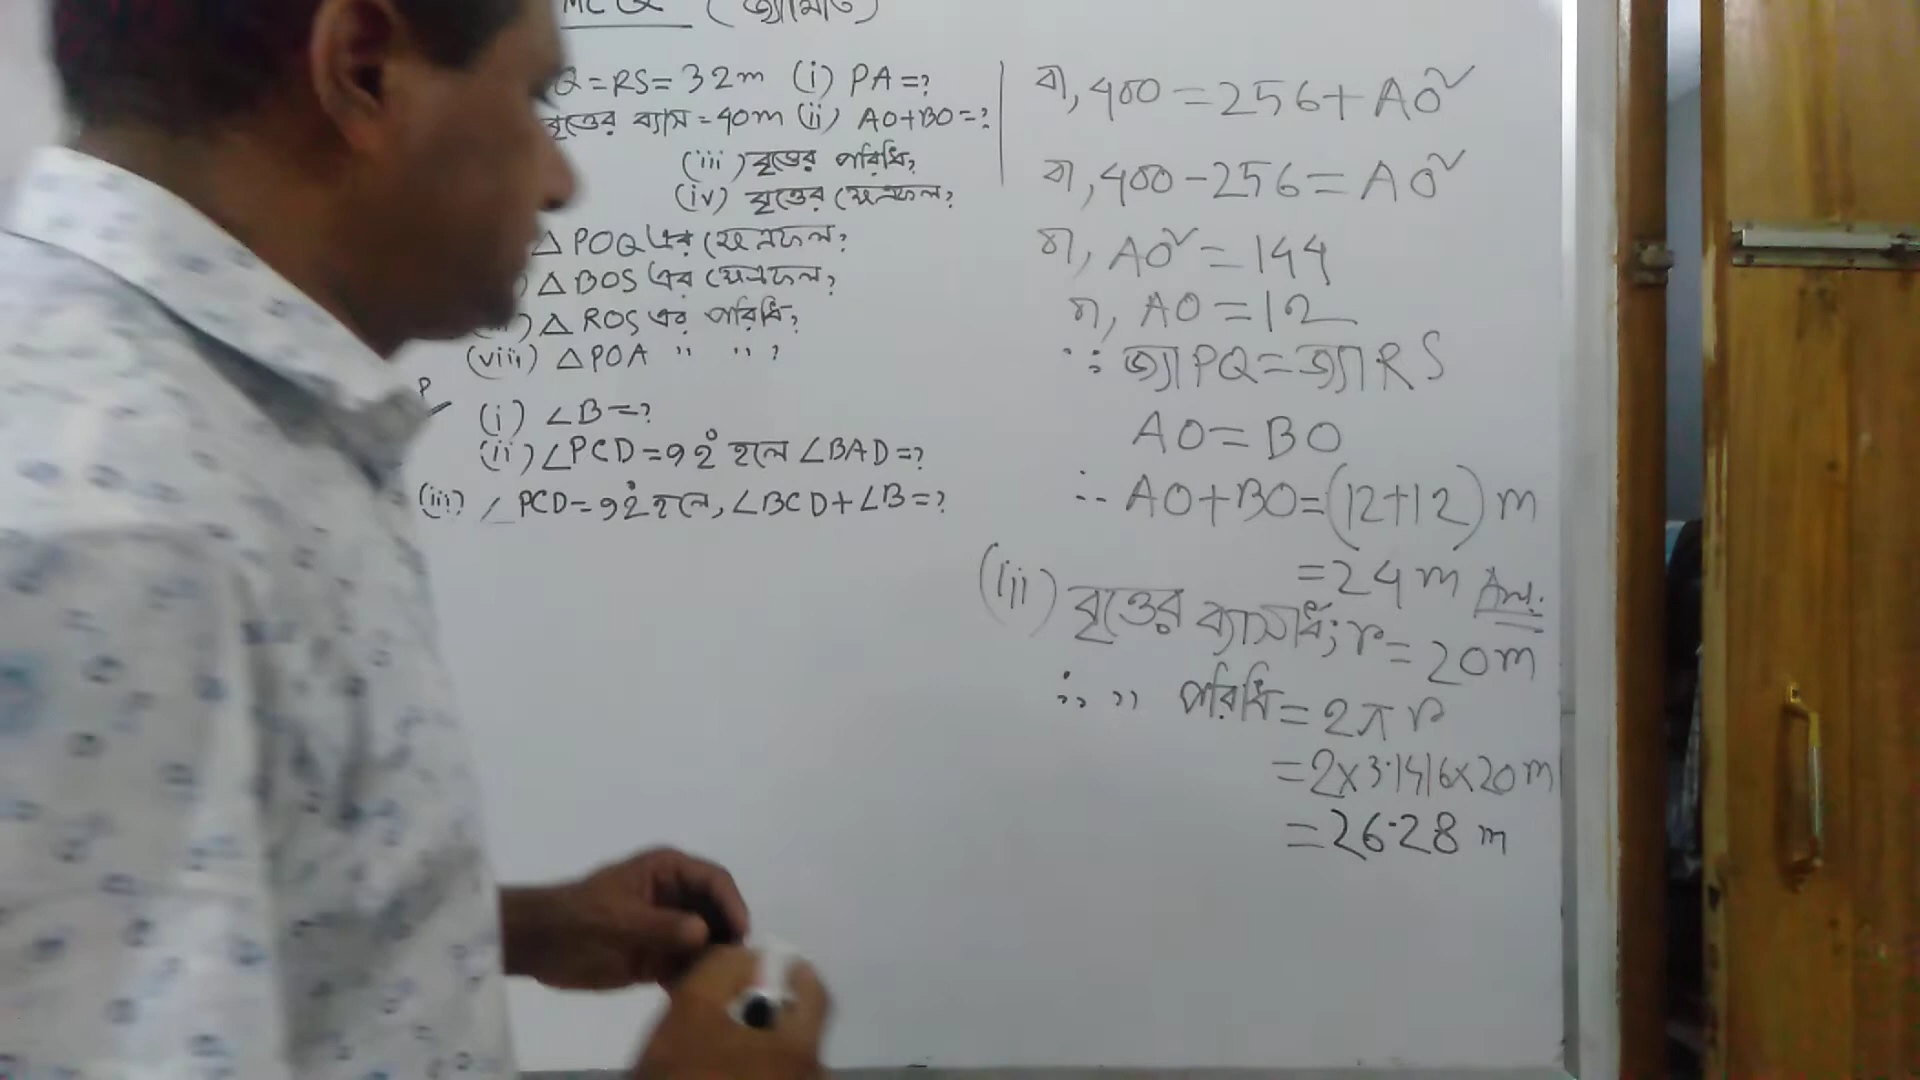 MCQ (জ্যামিতি)
Q = RS = 32m (i) PA = ?
বৃত্তের ব্যাস = 40m (ii) AO+BO = ?
(iii) বৃত্তের পরিধি?
(iv) বৃত্তের ক্ষেত্রফল?
△ POQ এর ক্ষেত্রফল?
) △ BOS এর ক্ষেত্রফল?
) △ ROS এর পরিধি?
(viii) △ POA " " ?
P
(i) ∠B = ?
(ii) ∠PCD = 92° হলে ∠BAD = ?
(iii) ∠PCD = 92° হলে, ∠BCD + ∠B = ?
বা, 400 = 256 + AO²
বা, 400 - 256 = AO²
বা, AO² = 144
বা, AO = 12
∵ জ্যা PQ = জ্যা RS
AO = BO
∴ AO + BO = (12+12) m
= 24 m Ans.
(iii) বৃত্তের ব্যাসার্ধ; r = 20m
∴ " পরিধি = 2πr
= 2×3.1416×20m
= 26.28 m